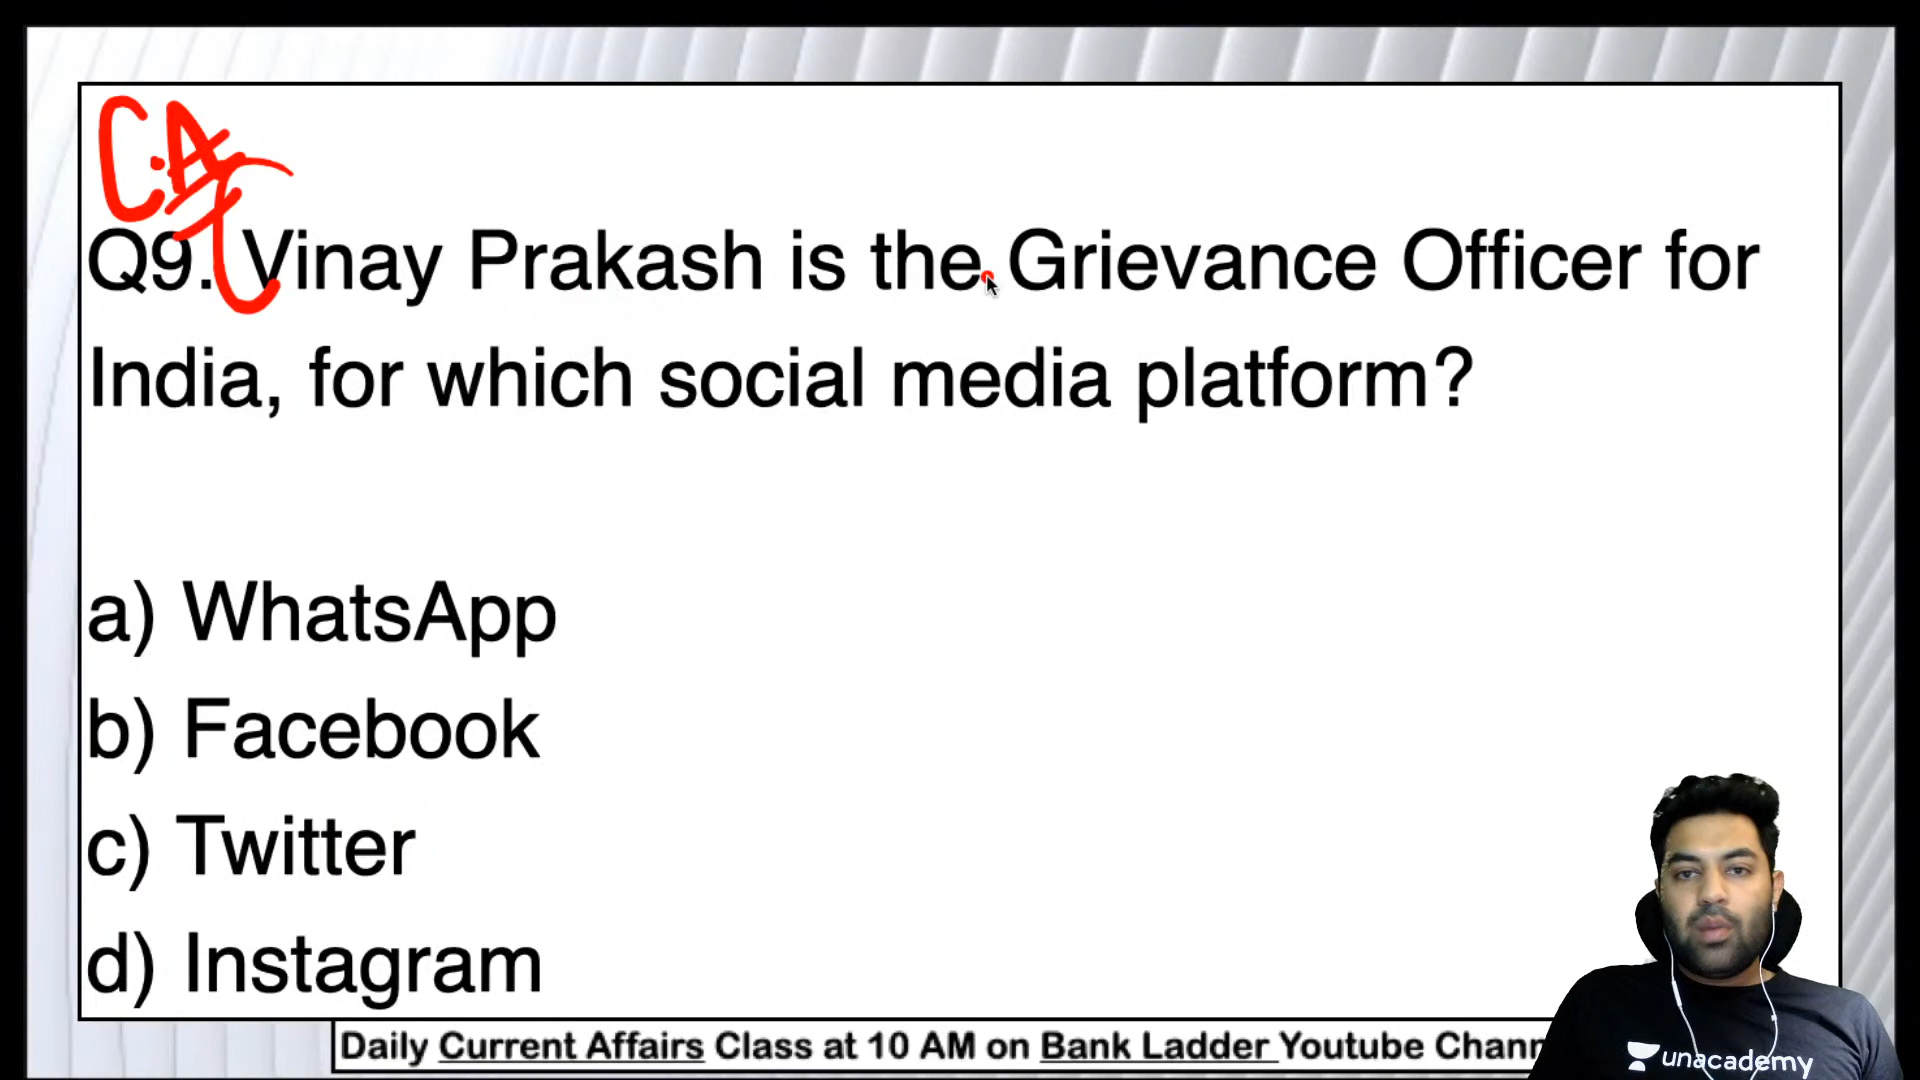 C.A
Q9. Vinay Prakash is the Grievance Officer for
India, for which social media platform?
a) WhatsApp
b) Facebook
c) Twitter
d) Instagram
Daily Current Affairs Class at 10 AM on Bank Ladder Youtube Chann
unacademy